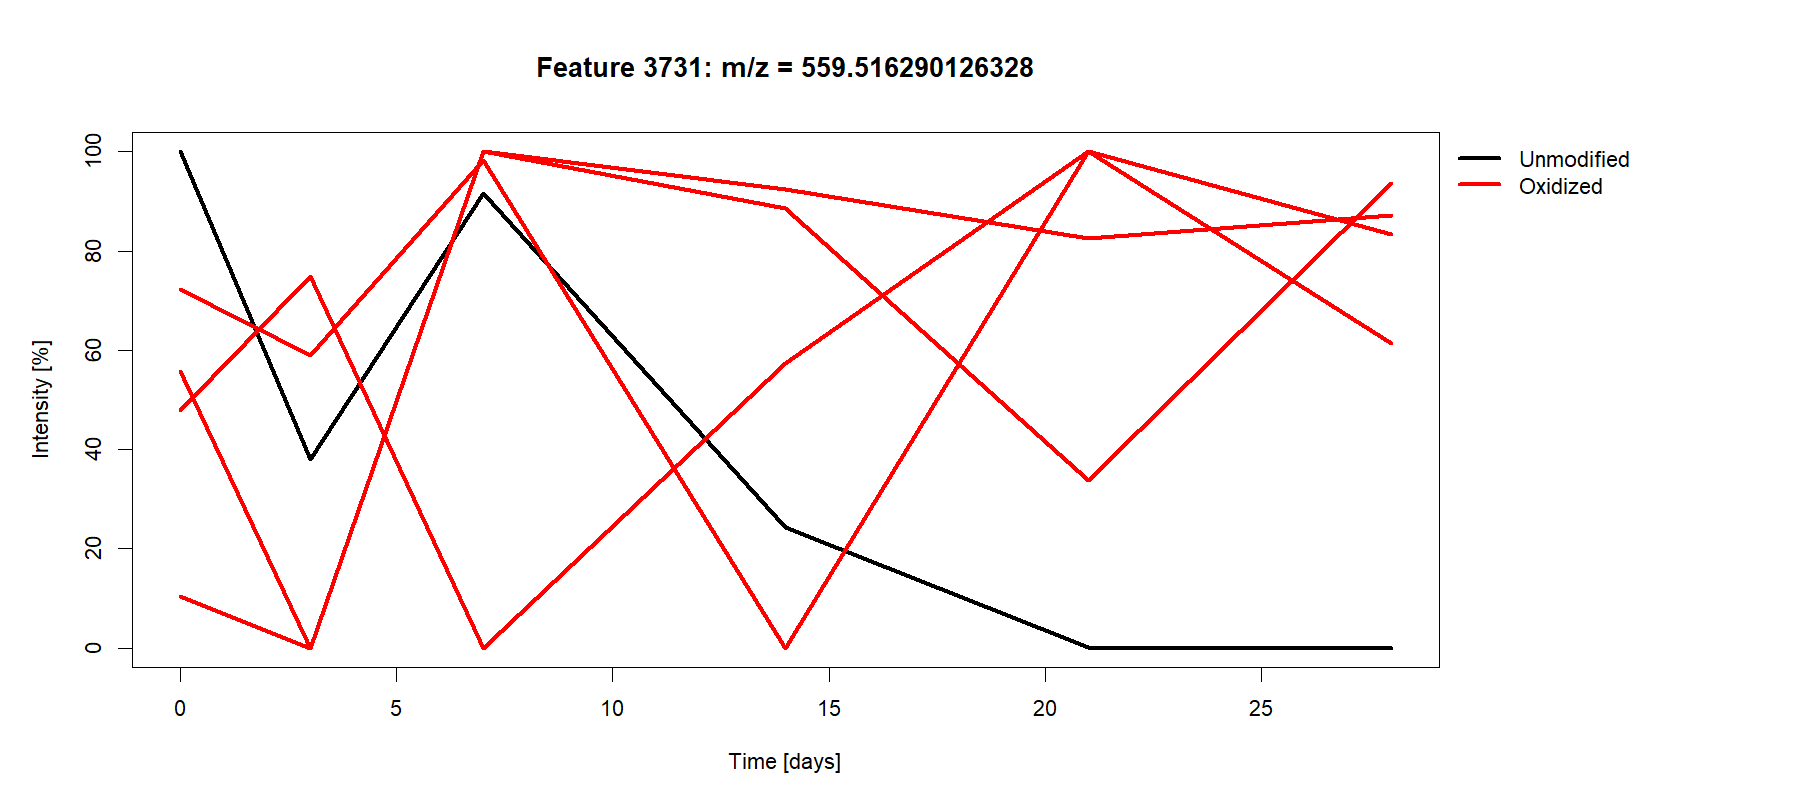 Feature 3731: m/z = 559.516290126328
Unmodified
Oxidized
Intensity [%]
100
80
60
40
20
0
0 5 10 15 20 25
Time [days]